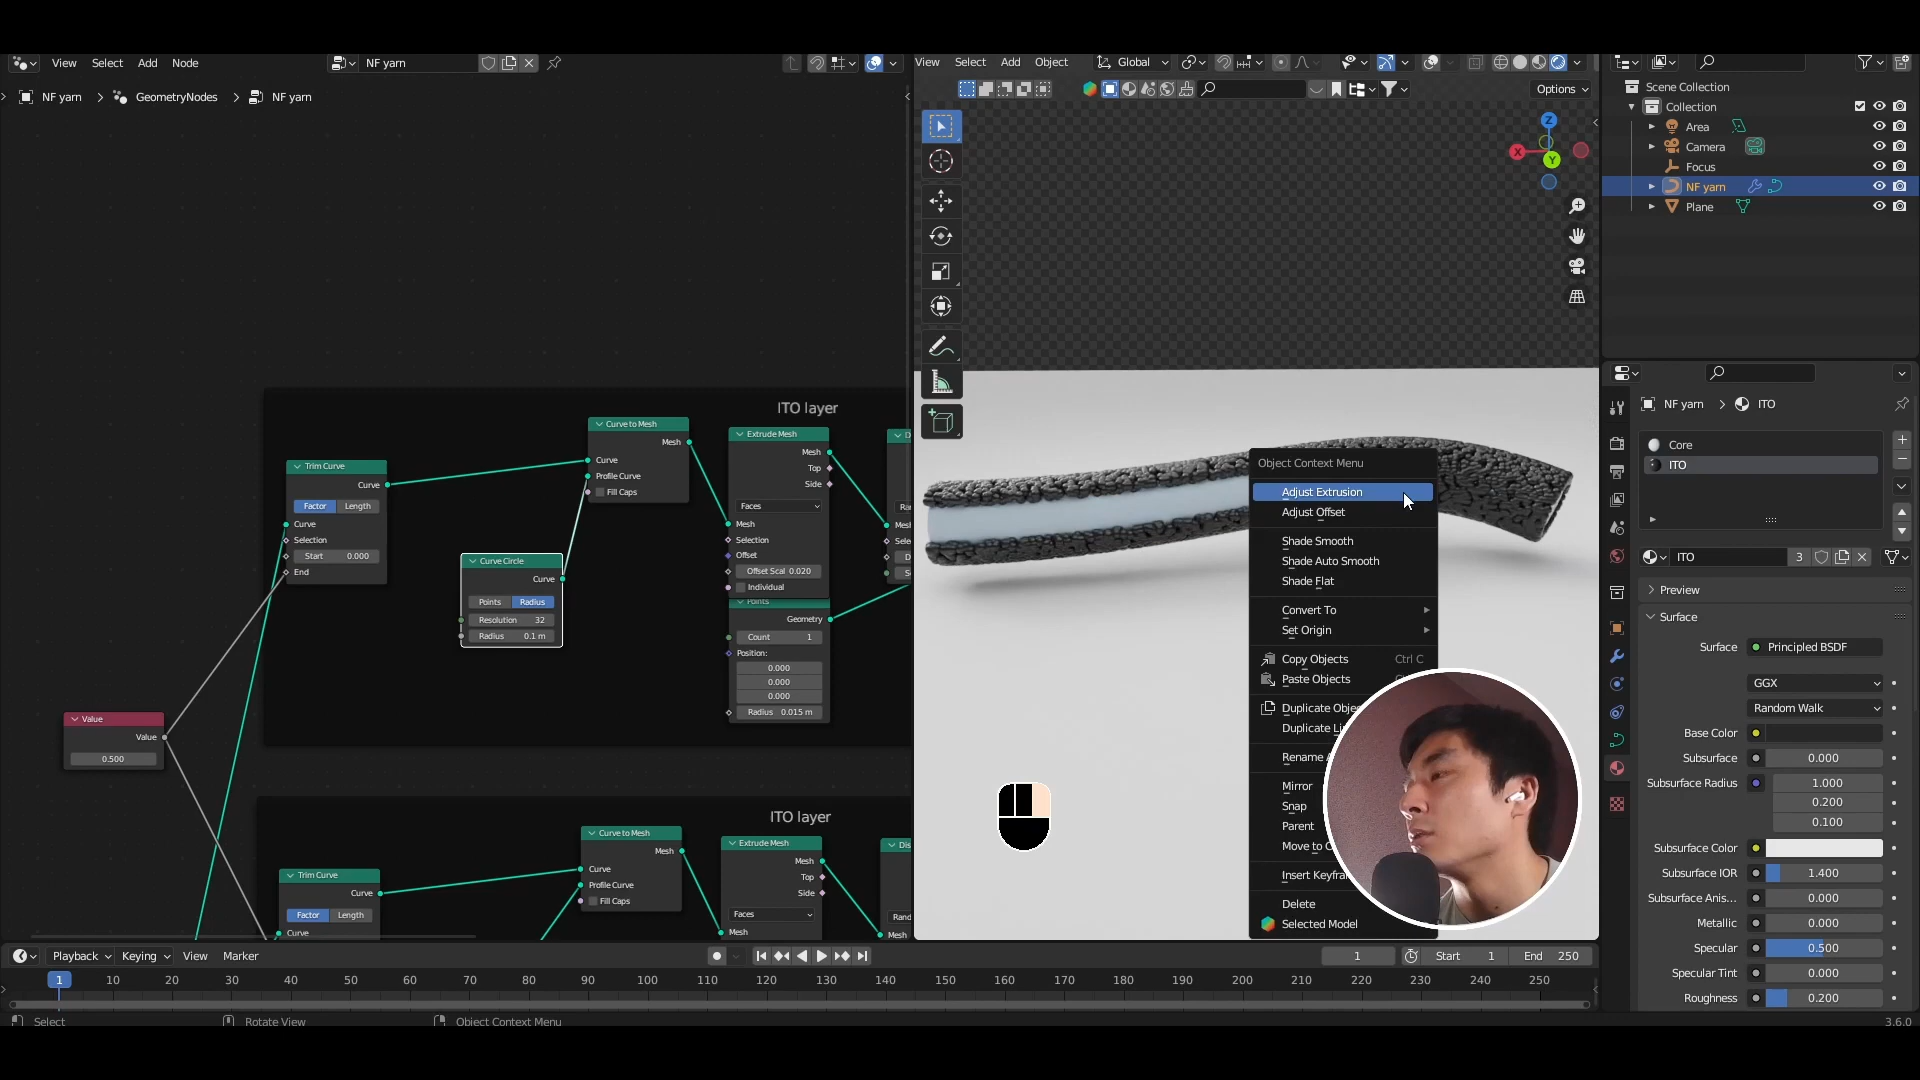 View Select Add Node NF yarn
View Select Add Object Global
NF yarn > GeometryNodes > NF yarn
Options
Z
X
Y
Scene Collection
Collection
Area
Camera
Focus
NF yarn
Plane
ITO layer
Trim Curve
Curve
Factor Length
Curve
Selection
Start 0.000
End
Curve Circle
Curve
Points Radius
Resolution 32
Radius 0.1 m
Curve to Mesh
Mesh
Curve
Profile Curve
Fill Caps
Extrude Mesh
Mesh
Top
Side
Faces
Mesh
Selection
Offset
Offset Scal 0.020
Individual
Points
Geometry
Count 1
Position:
0.000
0.000
0.000
Radius 0.015 m
D
Ra
Mesh
Sele
D
S
Value
Value
0.500
ITO layer
Trim Curve
Curve
Factor Length
Curve
Curve to Mesh
Mesh
Curve
Profile Curve
Fill Caps
Extrude Mesh
Mesh
Top
Side
Faces
Mesh
Dis
Rand
Mesh
Object Context Menu
Adjust Extrusion
Adjust Offset
Shade Smooth
Shade Auto Smooth
Shade Flat
Convert To
Set Origin
Copy Objects Ctrl C
Paste Objects
Duplicate Obje
Duplicate Li
Rename A
Mirror
Snap
Parent
Move to C
Insert Keyfra
Delete
Selected Model
NF yarn > ITO
Core
ITO
ITO 3
Preview
Surface
Surface Principled BSDF
GGX
Random Walk
Base Color
Subsurface 0.000
Subsurface Radius 1.000
0.200
0.100
Subsurface Color
Subsurface IOR 1.400
Subsurface Anis... 0.000
Metallic 0.000
Specular 0.500
Specular Tint 0.000
Roughness 0.200
Playback Keying View Marker
1 Start 1 End 250
1 10 20 30 40 50 60 70 80 90 100 110 120 130 140 150 160 170 180 190 200 210 220 230 240 250
Select Rotate View Object Context Menu 3.6.0